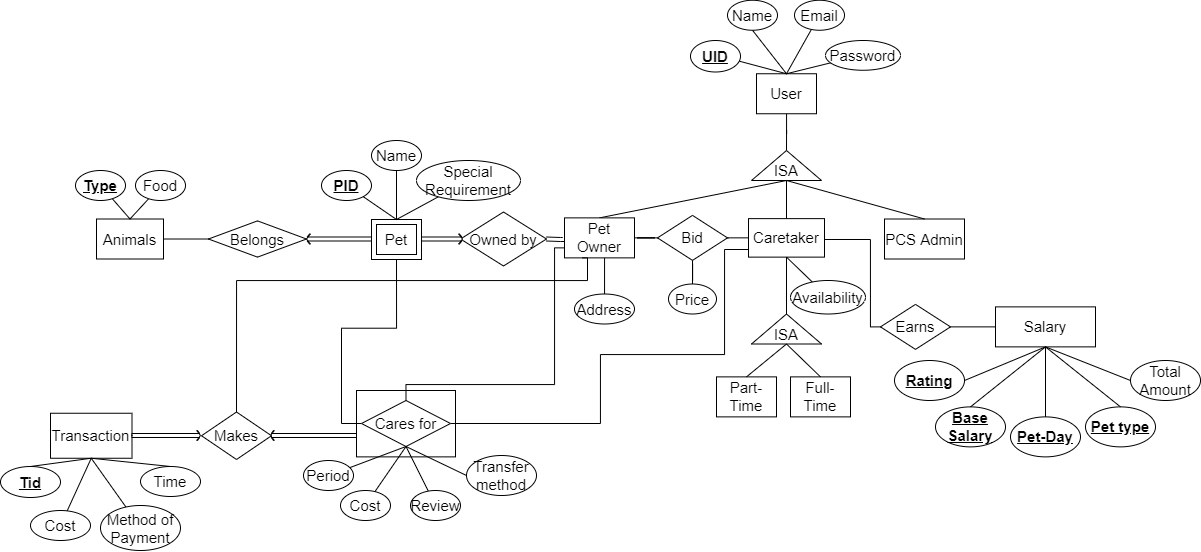 Name
Email
UID
Password
User
ISA
Name
Type
Food
PID
Special
Requirement
Animals
Belongs
Pet
Owned by
Pet
Owner
Bid
Caretaker
PCS Admin
Address
Price
Availability
ISA
Earns
Salary
Part-
Time
Full-
Time
Rating
Total
Amount
Base
Salary
Pet-Day
Pet type
Transaction
Makes
Cares for
Tid
Time
Cost
Method of
Payment
Period
Cost
Review
Transfer
method